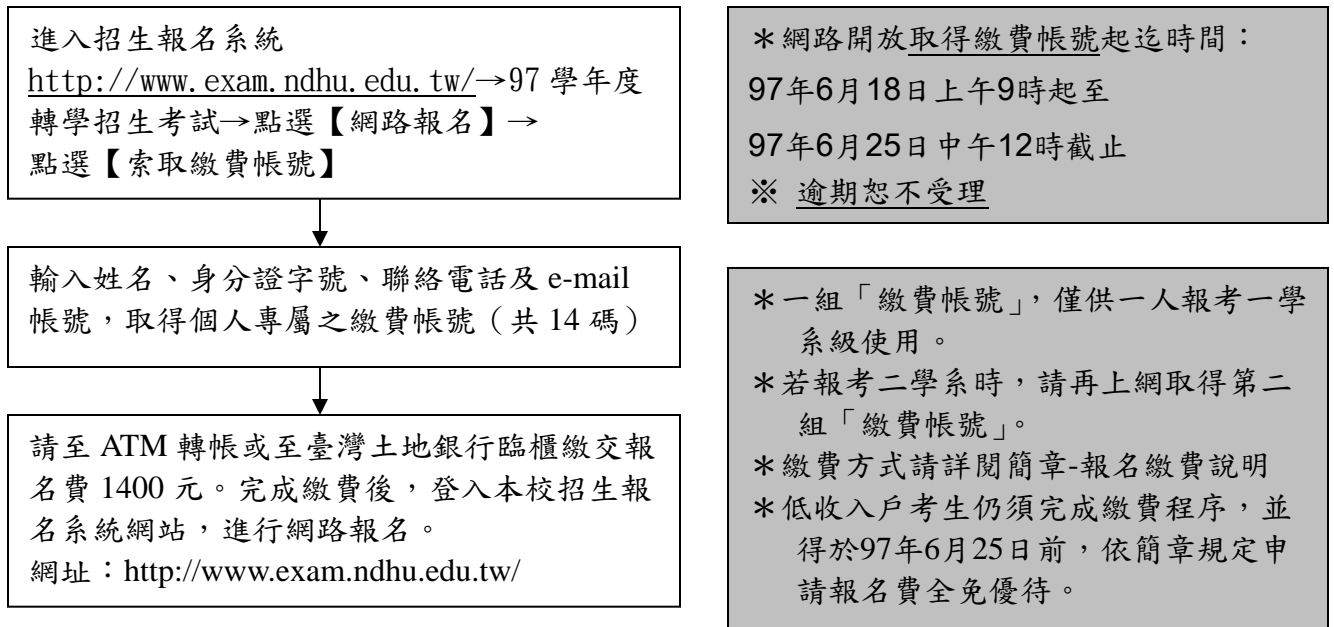 進入招生報名系統
http://www.exam.ndhu.edu.tw/→97 學年度
轉學招生考試→點選【網路報名】→
點選【索取繳費帳號】
輸入姓名、身分證字號、聯絡電話及 e-mail
帳號，取得個人專屬之繳費帳號（共 14 碼）
請至 ATM 轉帳或至臺灣土地銀行臨櫃繳交報
名費 1400 元。完成繳費後，登入本校招生報
名系統網站，進行網路報名。
網址：http://www.exam.ndhu.edu.tw/
＊網路開放取得繳費帳號起迄時間：
97年6月18日上午9時起至
97年6月25日中午12時截止
※ 逾期恕不受理
＊一組「繳費帳號」，僅供一人報考一學
系級使用。
＊若報考二學系時，請再上網取得第二
組「繳費帳號」。
＊繳費方式請詳閱簡章-報名繳費說明
＊低收入戶考生仍須完成繳費程序，並
得於97年6月25日前，依簡章規定申
請報名費全免優待。